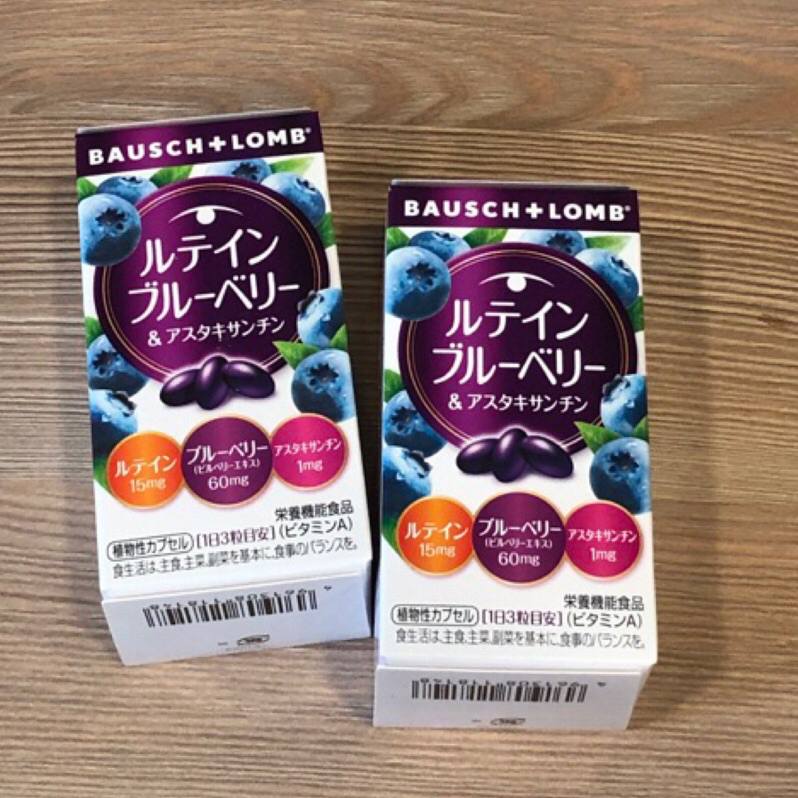 BAUSCH+LOMB®
ルテイン
ブルーベリー
& アスタキサンチン
ルテイン
15mg
ブルーベリー
(ビルベリーエキス)
60mg
アスタキサンチン
1mg
栄養機能食品
植物性カプセル [1日3粒目安] (ビタミンA)
食生活は、主食、主菜、副菜を基本に、食事のバランスを。
BAUSCH+LOMB®
ルテイン
ブルーベリー
& アスタキサンチン
ルテイン
15mg
ブルーベリー
(ビルベリーエキス)
60mg
アスタキサンチン
1mg
栄養機能食品
植物性カプセル [1日3粒目安] (ビタミンA)
食生活は、主食、主菜、副菜を基本に、食事のバランスを。